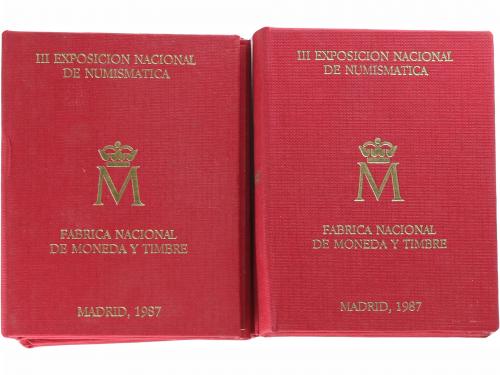 III EXPOSICION NACIONAL
DE NUMISMATICA
M
FABRICA NACIONAL
DE MONEDA Y TIMBRE
MADRID, 1987
III EXPOSICION NACIONAL
DE NUMISMATICA
M
FABRICA NACIONAL
DE MONEDA Y TIMBRE
MADRID, 1987